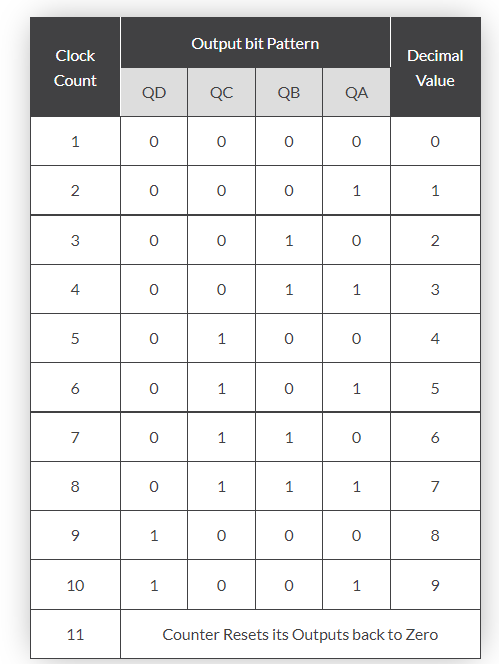 Clock Count Output bit Pattern Decimal Value
QD QC QB QA
1 0 0 0 0 0
2 0 0 0 1 1
3 0 0 1 0 2
4 0 0 1 1 3
5 0 1 0 0 4
6 0 1 0 1 5
7 0 1 1 0 6
8 0 1 1 1 7
9 1 0 0 0 8
10 1 0 0 1 9
11 Counter Resets its Outputs back to Zero